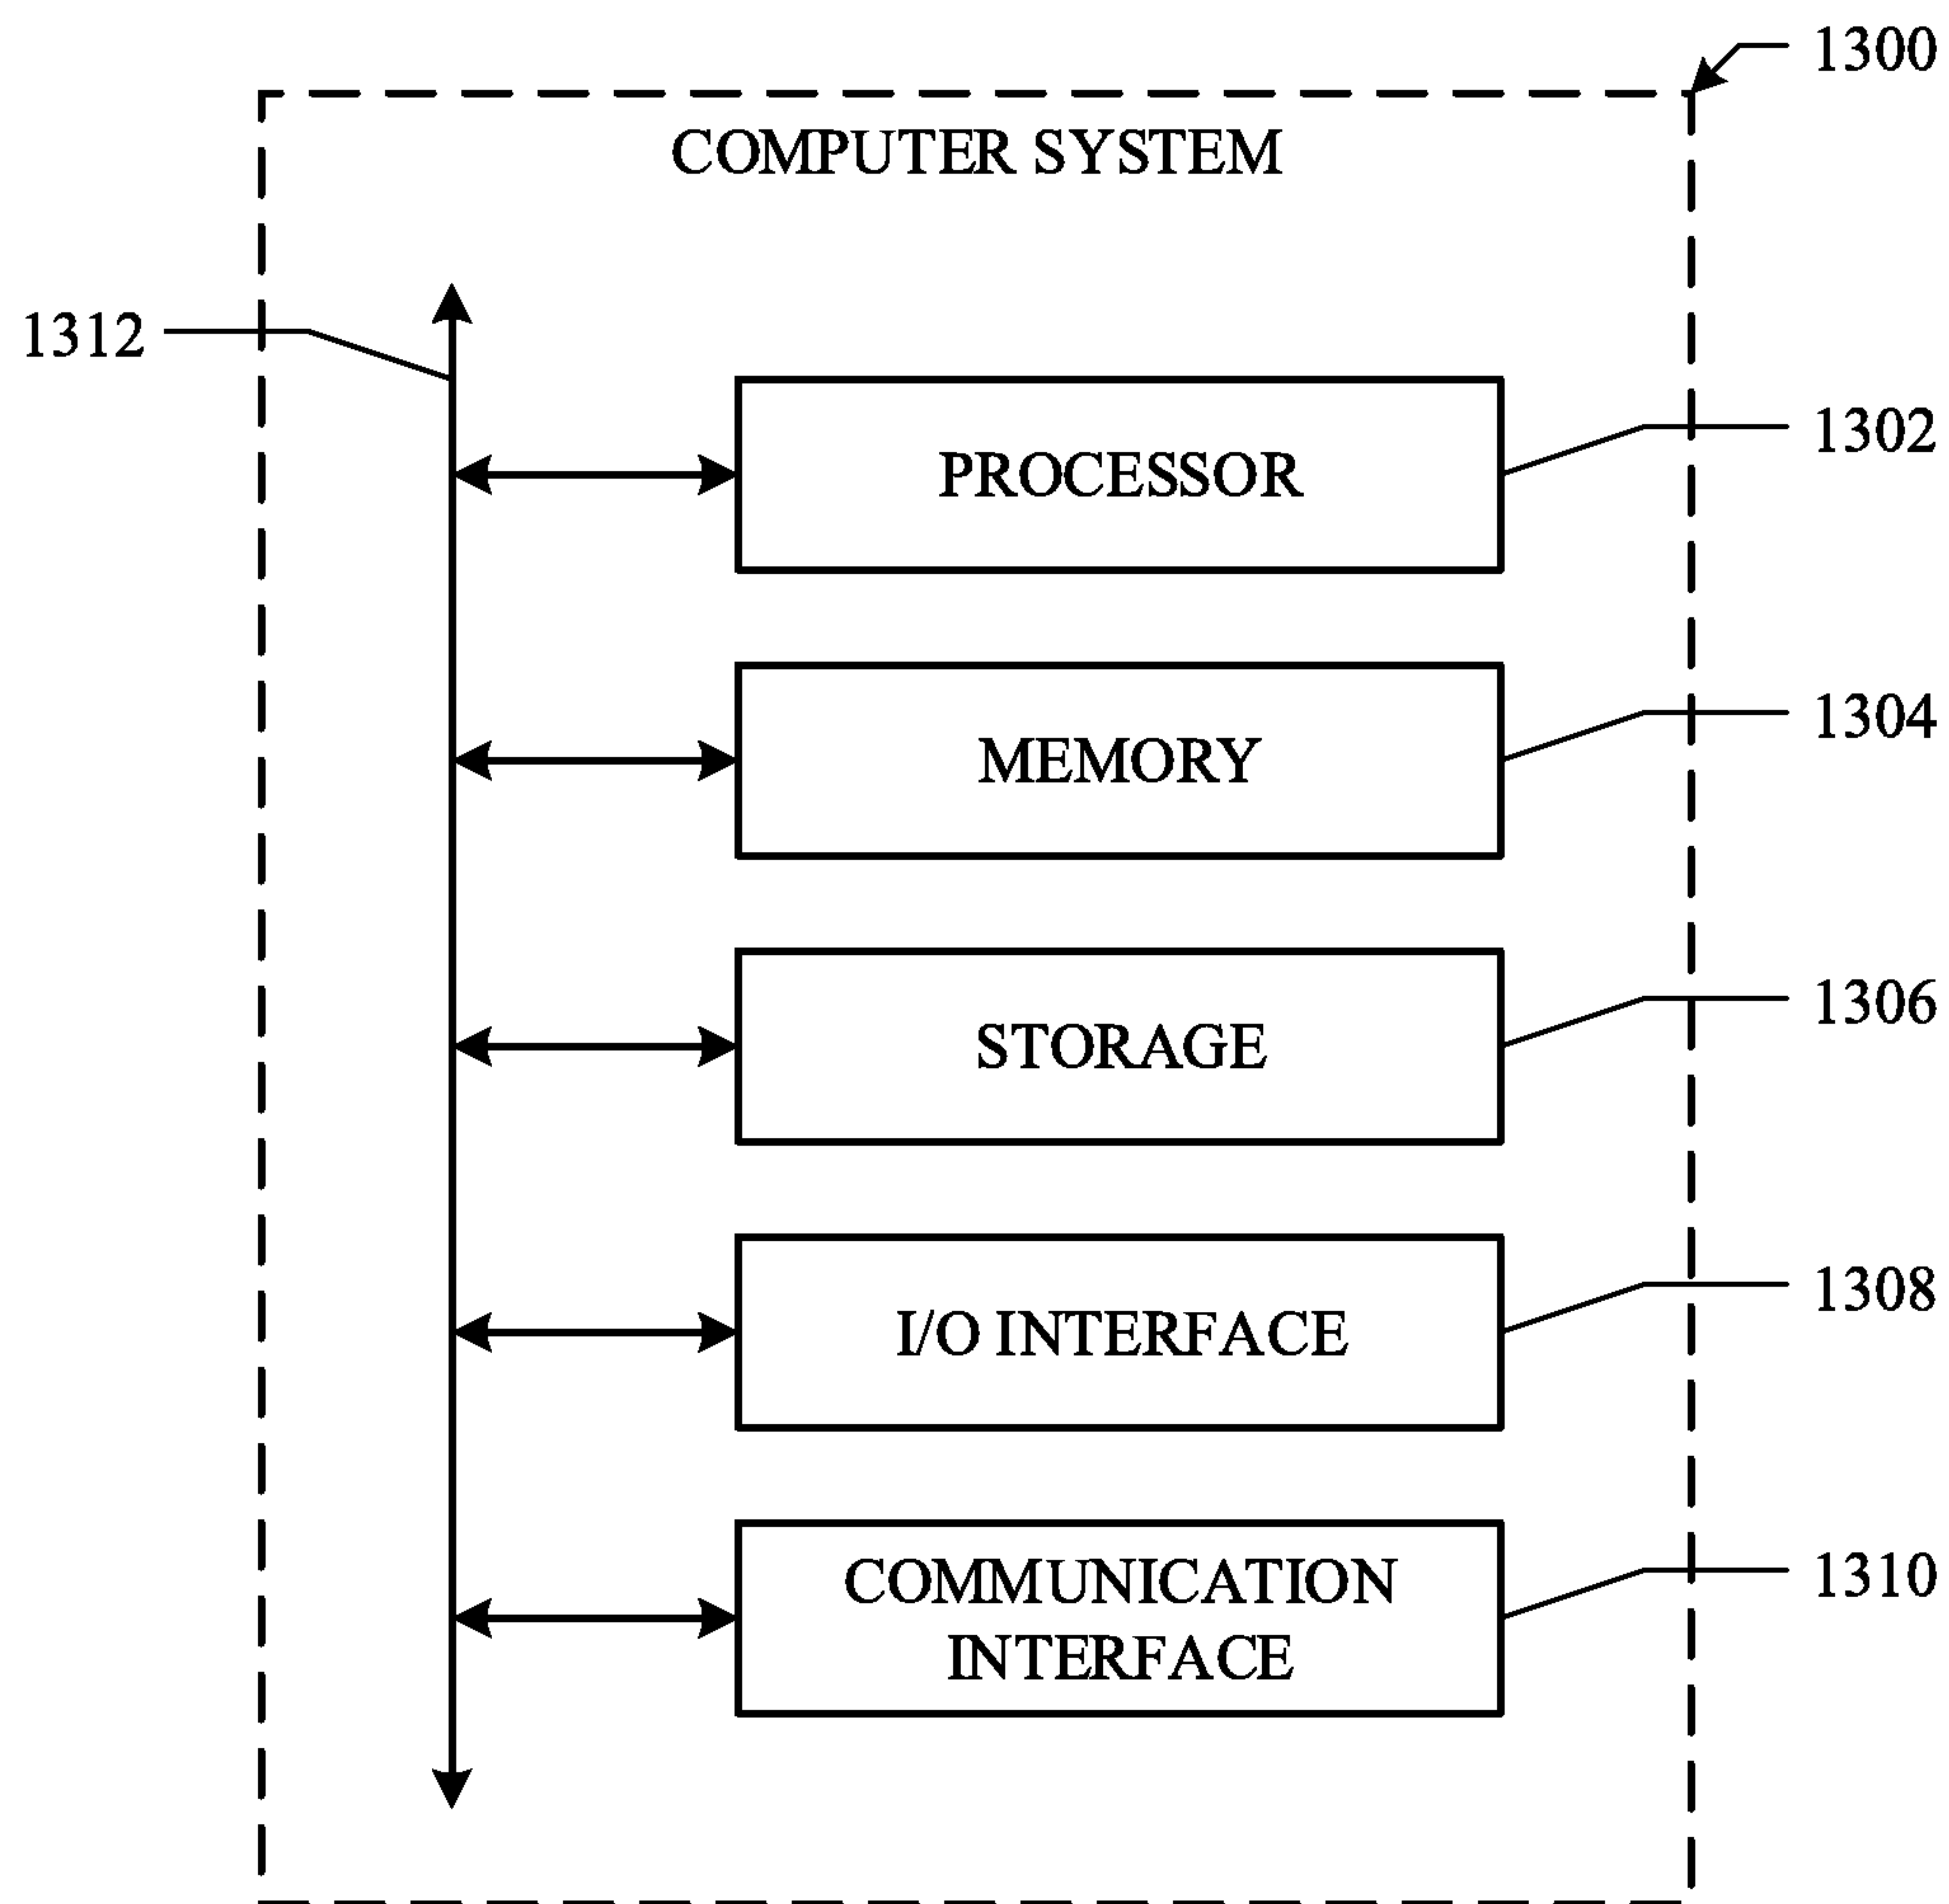 1300
COMPUTER SYSTEM
1312
1302
PROCESSOR
1304
MEMORY
1306
STORAGE
1308
I/O INTERFACE
1310
COMMUNICATION
INTERFACE